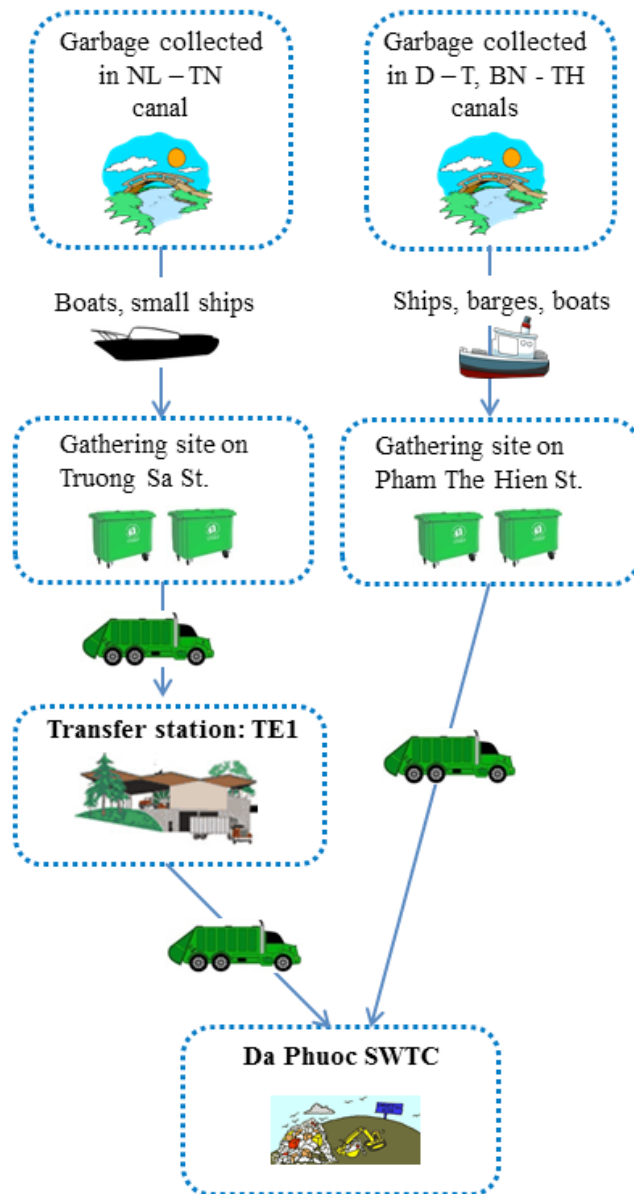 Garbage collected
in NL – TN
canal
Garbage collected
in D – T, BN - TH
canals
Boats, small ships
Ships, barges, boats
Gathering site on
Truong Sa St.
Gathering site on
Pham The Hien St.
Transfer station: TE1
Da Phuoc SWTC